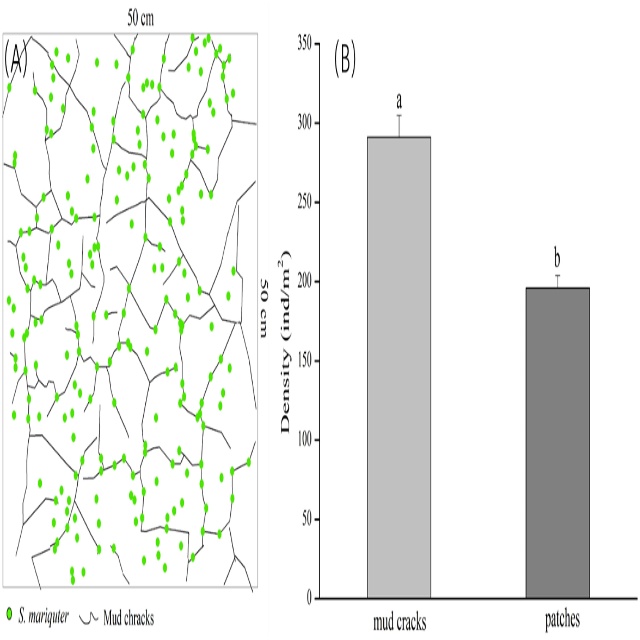 50 cm
(A)
50 cm
S. mariquter
Mud chracks
(B)
350
300
250
200
150
100
50
0
Density (ind/m²)
a
b
mud cracks
patches